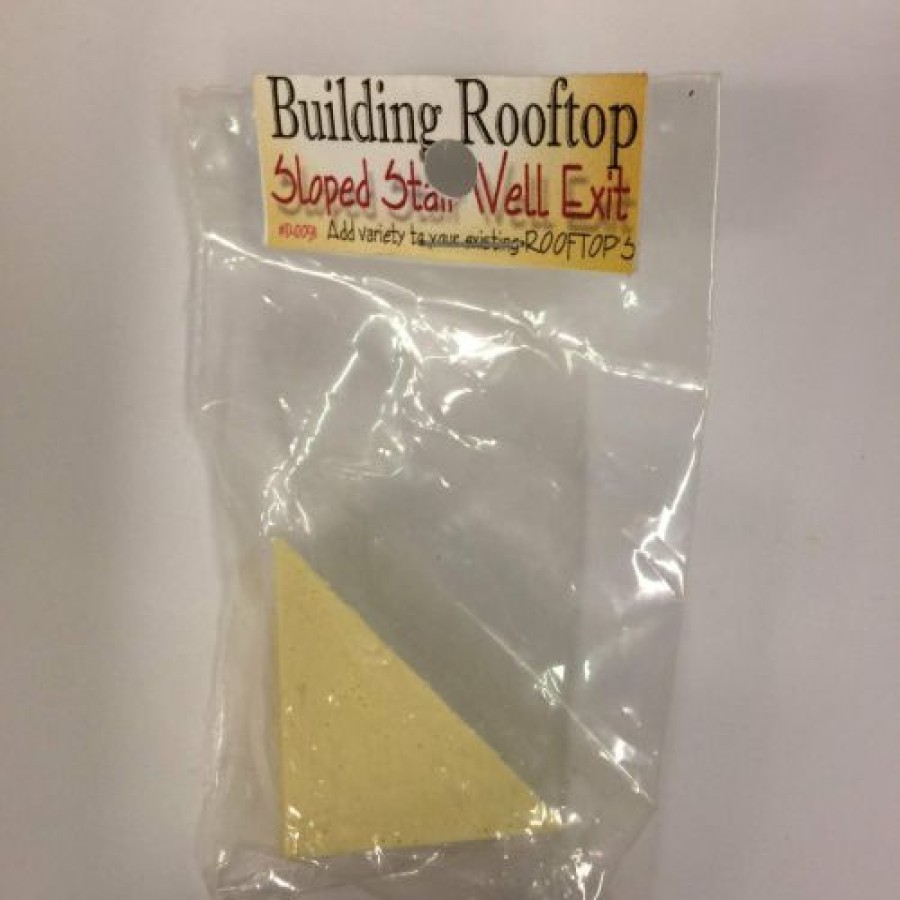 Building Rooftop
Sloped Stair Well Exit
Add variety to your existing ROOFTOPS